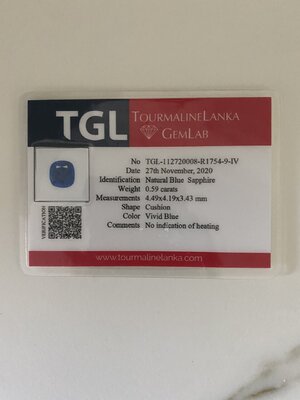 TGL
TOURMALINELANKA
GEMLAB
No TGL-112720008-R1754-9-IV
Date 27th November, 2020
Identification Natural Blue Sapphire
Weight 0.59 carats
Measurements 4.49x4.19x3.43 mm
Shape Cushion
Color Vivid Blue
Comments No indication of heating
VERIFICATION
www.tourmalinelanka.com